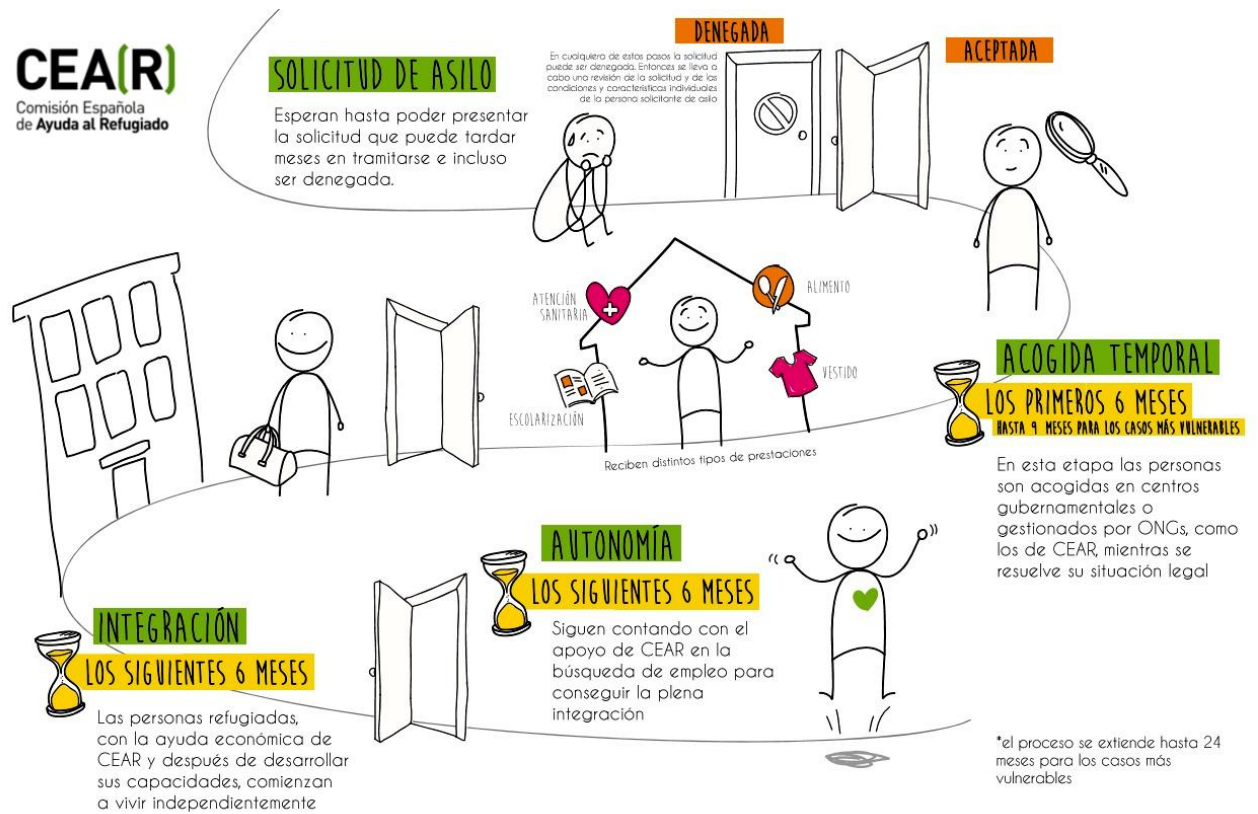 CEA(R)
Comisión Española
de Ayuda al Refugiado
SOLICITUD DE ASILO
Esperan hasta poder presentar
la solicitud que puede tardar
meses en tramitarse e incluso
ser denegada.
DENEGADA
En cualquiera de estos pasos la solicitud
puede ser denegada. Entonces se lleva a
cabo una revisión de la solicitud y de las
condiciones y características individuales
de la persona solicitante de asilo
ACEPTADA
ACOGIDA TEMPORAL
LOS PRIMEROS 6 MESES
HASTA 9 MESES PARA LOS CASOS MÁS VULNERABLES
En esta etapa las personas
son acogidas en centros
gubernamentales o
gestionados por ONGs, como
los de CEAR, mientras se
resuelve su situación legal
ATENCIÓN
SANITARIA
ALIMENTO
ESCOLARIZACIÓN
VESTIDO
Reciben distintos tipos de prestaciones
INTEGRACIÓN
LOS SIGUIENTES 6 MESES
Las personas refugiadas,
con la ayuda económica de
CEAR y después de desarrollar
sus capacidades, comienzan
a vivir independientemente
AUTONOMÍA
LOS SIGUIENTES 6 MESES
Siguen contando con el
apoyo de CEAR en la
búsqueda de empleo para
conseguir la plena
integración
*el proceso se extiende hasta 24
meses para los casos más
vulnerables